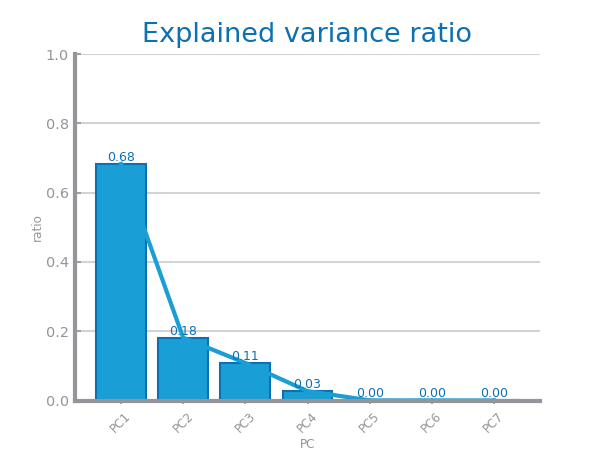 Explained variance ratio
1.0
0.8
0.6
0.4
0.2
0.0
ratio
0.68
0.18
0.11
0.03
0.00
0.00
0.00
PC1
PC2
PC3
PC4
PC5
PC6
PC7
PC